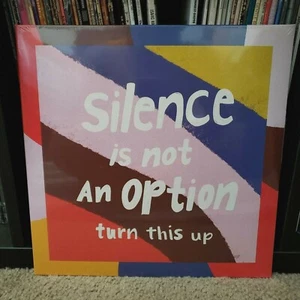 silence
is not
An OPtion
turn this up